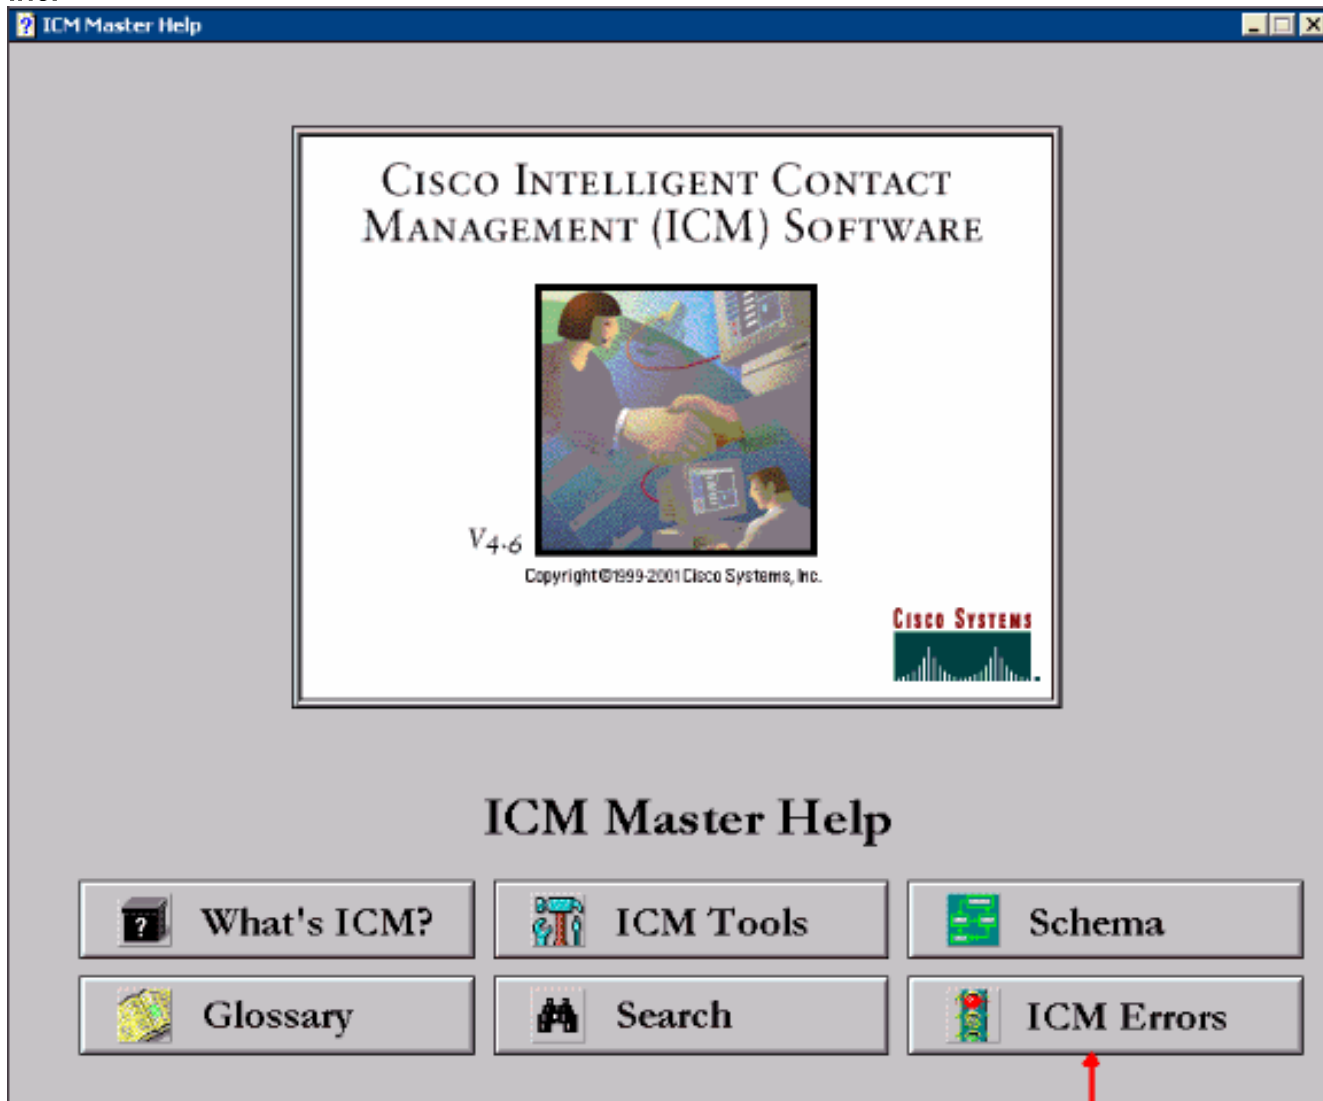 ICM Master Help
CISCO INTELLIGENT CONTACT
MANAGEMENT (ICM) SOFTWARE
V4.6
Copyright©1999-2001 Cisco Systems, Inc.
CISCO SYSTEMS
ICM Master Help
What's ICM?
ICM Tools
Schema
Glossary
Search
ICM Errors